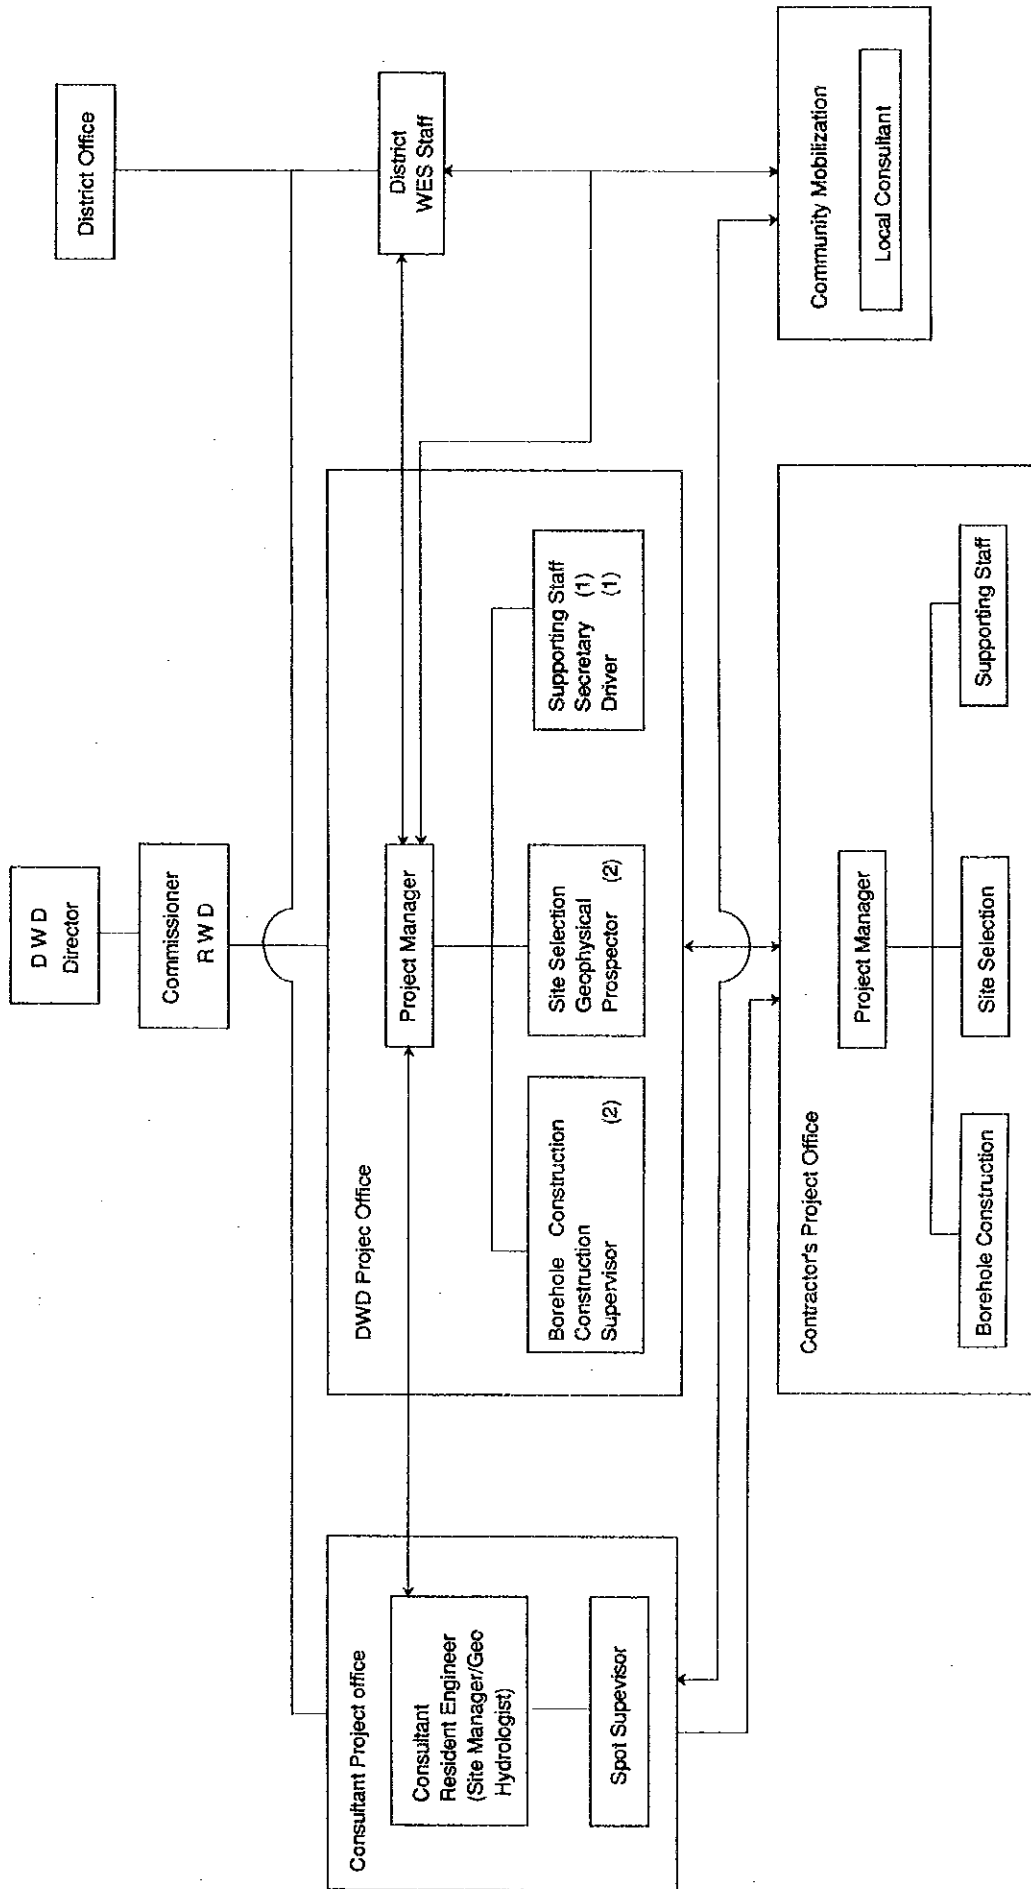 D W D
Director
Commissioner
R W D
District Office
Consultant Project office
Consultant
Resident Engineer
(Site Manager/Geo
Hydrologist)
Spot Supevisor
DWD Projec Office
Project Manager
Borehole Construction
Construction
Supervisor (2)
Site Selection
Geophysical
Prospector (2)
Supporting Staff
Secretary (1)
Driver (1)
District
WES Staff
Contractor's Project Office
Project Manager
Borehole Construction
Site Selection
Supporting Staff
Community Mobilization
Local Consultant